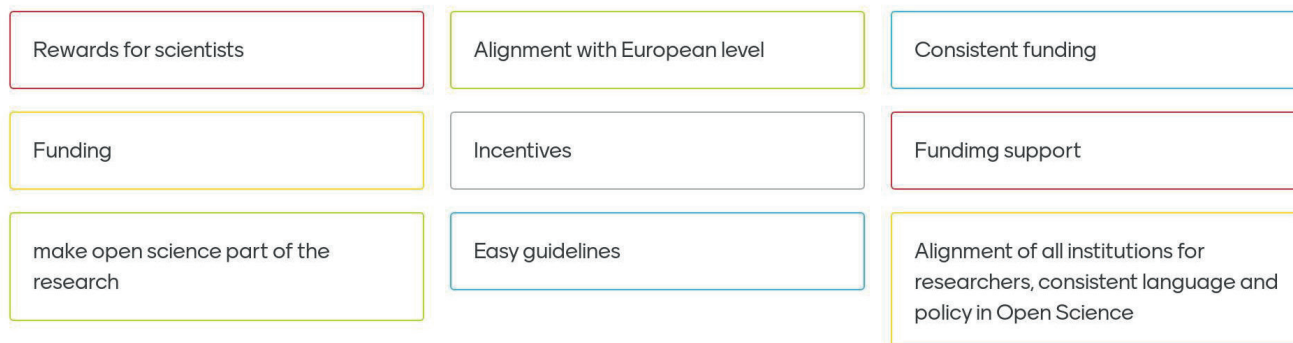 Rewards for scientists
Alignment with European level
Consistent funding
Funding
Incentives
Fundimg support
make open science part of the
research
Easy guidelines
Alignment of all institutions for
researchers, consistent language and
policy in Open Science